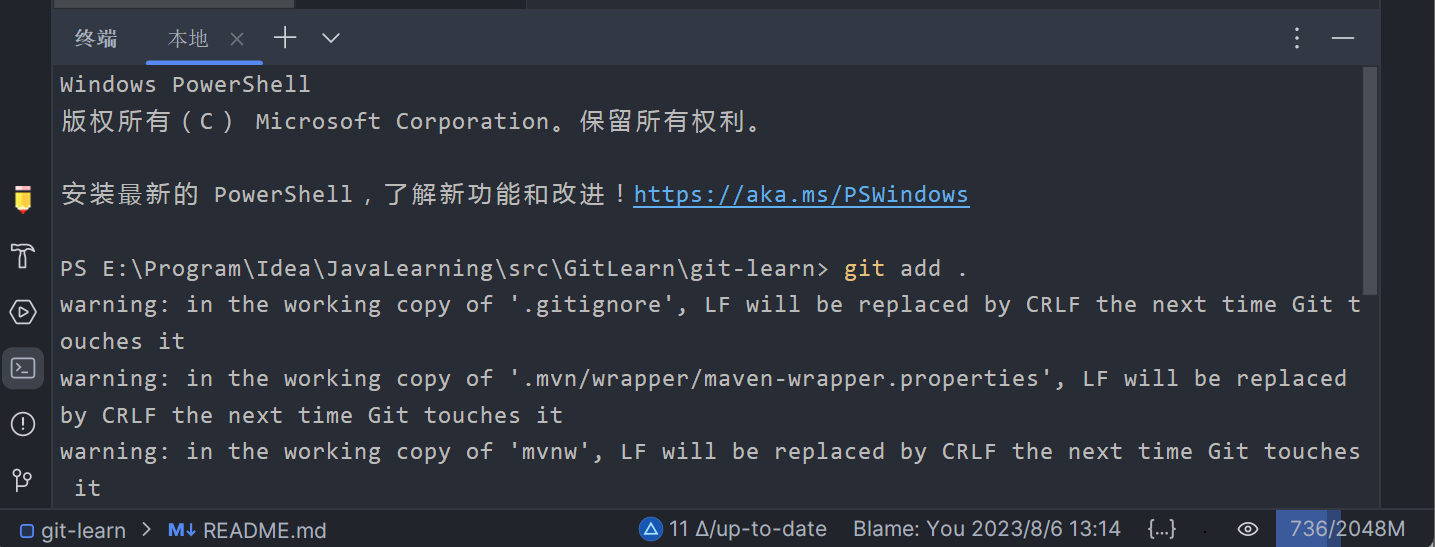 终端 本地
Windows PowerShell
版权所有（C） Microsoft Corporation。保留所有权利。
安装最新的 PowerShell，了解新功能和改进！https://aka.ms/PSWindows
PS E:\Program\Idea\JavaLearning\src\GitLearn\git-learn> git add .
warning: in the working copy of '.gitignore', LF will be replaced by CRLF the next time Git t
ouches it
warning: in the working copy of '.mvn/wrapper/maven-wrapper.properties', LF will be replaced
by CRLF the next time Git touches it
warning: in the working copy of 'mvnw', LF will be replaced by CRLF the next time Git touches
it
git-learn > M↓ README.md 11 Δ/up-to-date Blame: You 2023/8/6 13:14 {...} 736/2048M